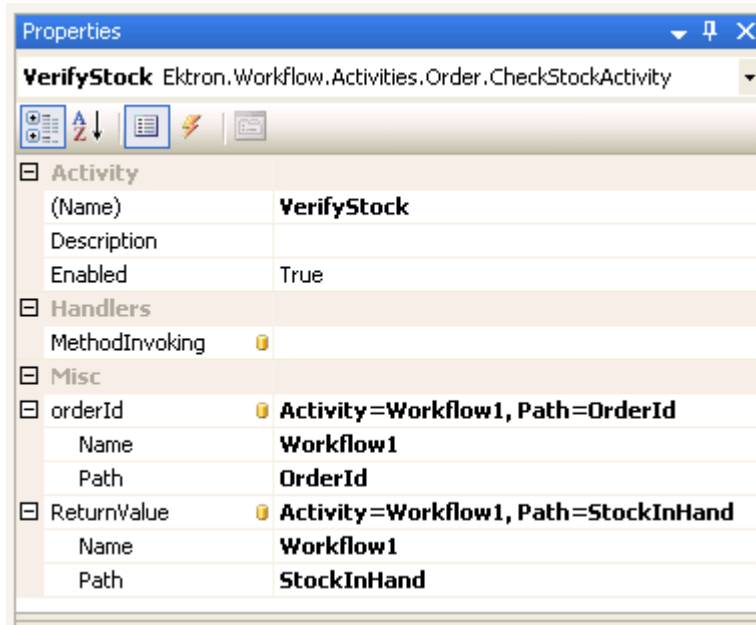 Properties
VerifyStock Ektron.Workflow.Activities.Order.CheckStockActivity
A
Z
Activity
(Name) VerifyStock
Description
Enabled True
Handlers
MethodInvoking
Misc
orderId Activity=Workflow1, Path=OrderId
Name Workflow1
Path OrderId
ReturnValue Activity=Workflow1, Path=StockInHand
Name Workflow1
Path StockInHand